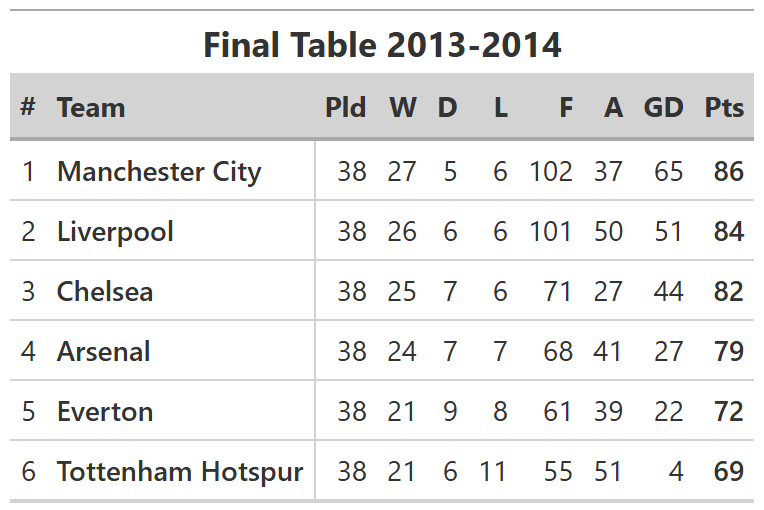 Final Table 2013-2014
# Team Pld W D L F A GD Pts
1 Manchester City 38 27 5 6 102 37 65 86
2 Liverpool 38 26 6 6 101 50 51 84
3 Chelsea 38 25 7 6 71 27 44 82
4 Arsenal 38 24 7 7 68 41 27 79
5 Everton 38 21 9 8 61 39 22 72
6 Tottenham Hotspur 38 21 6 11 55 51 4 69